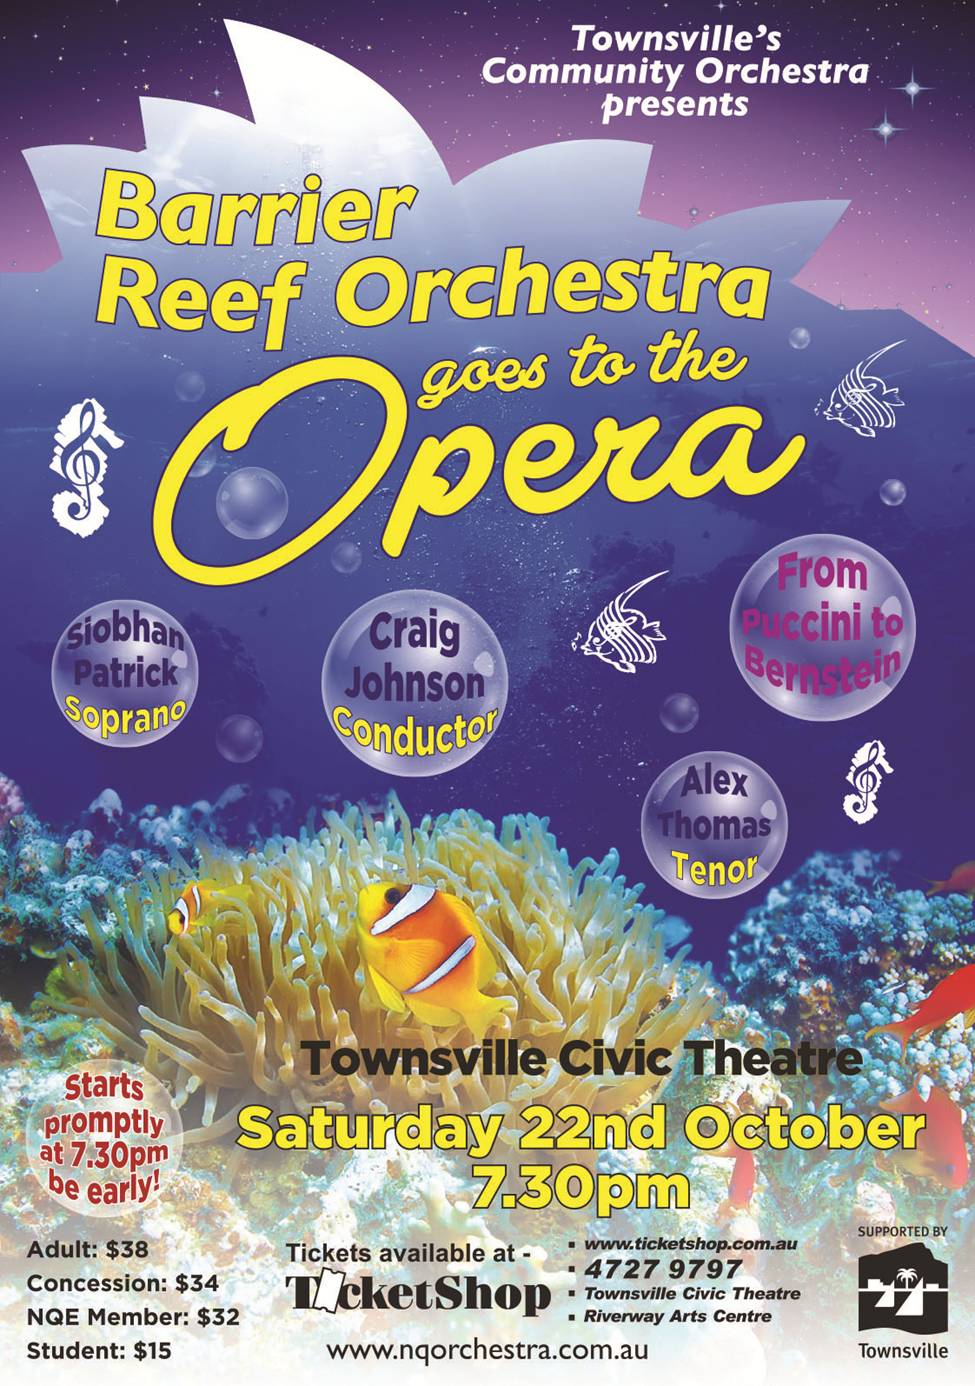 Townsville's
Community Orchestra
presents
Barrier
Reef Orchestra
goes to the
Opera
From
Puccini to
Bernstein
Siobhan
Patrick
Soprano
Craig
Johnson
Conductor
Alex
Thomas
Tenor
Townsville Civic Theatre
Saturday 22nd October
7.30pm
Starts
promptly
at 7.30pm
be early!
Adult: $38
Concession: $34
NQE Member: $32
Student: $15
Tickets available at -
TicketShop
▪ www.ticketshop.com.au
▪ 4727 9797
▪ Townsville Civic Theatre
▪ Riverway Arts Centre
www.nqorchestra.com.au
SUPPORTED BY
Townsville